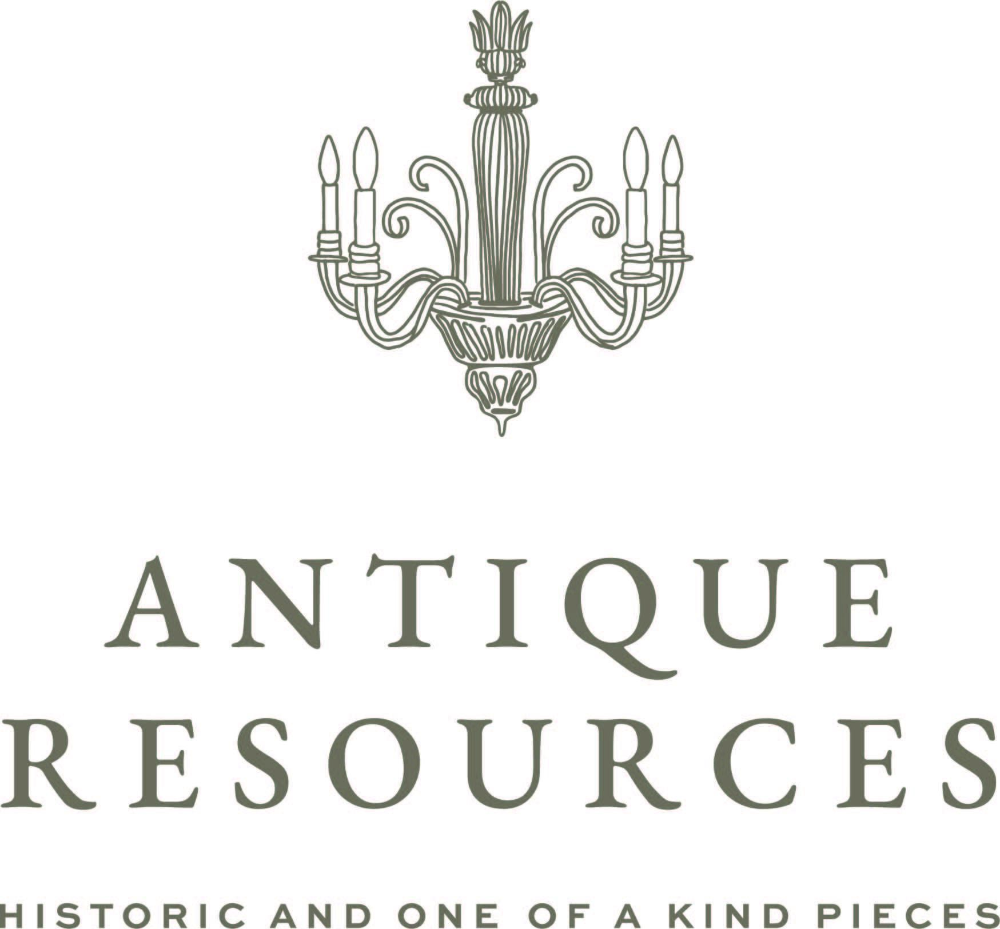 ANTIQUE
RESOURCES
HISTORIC AND ONE OF A KIND PIECES